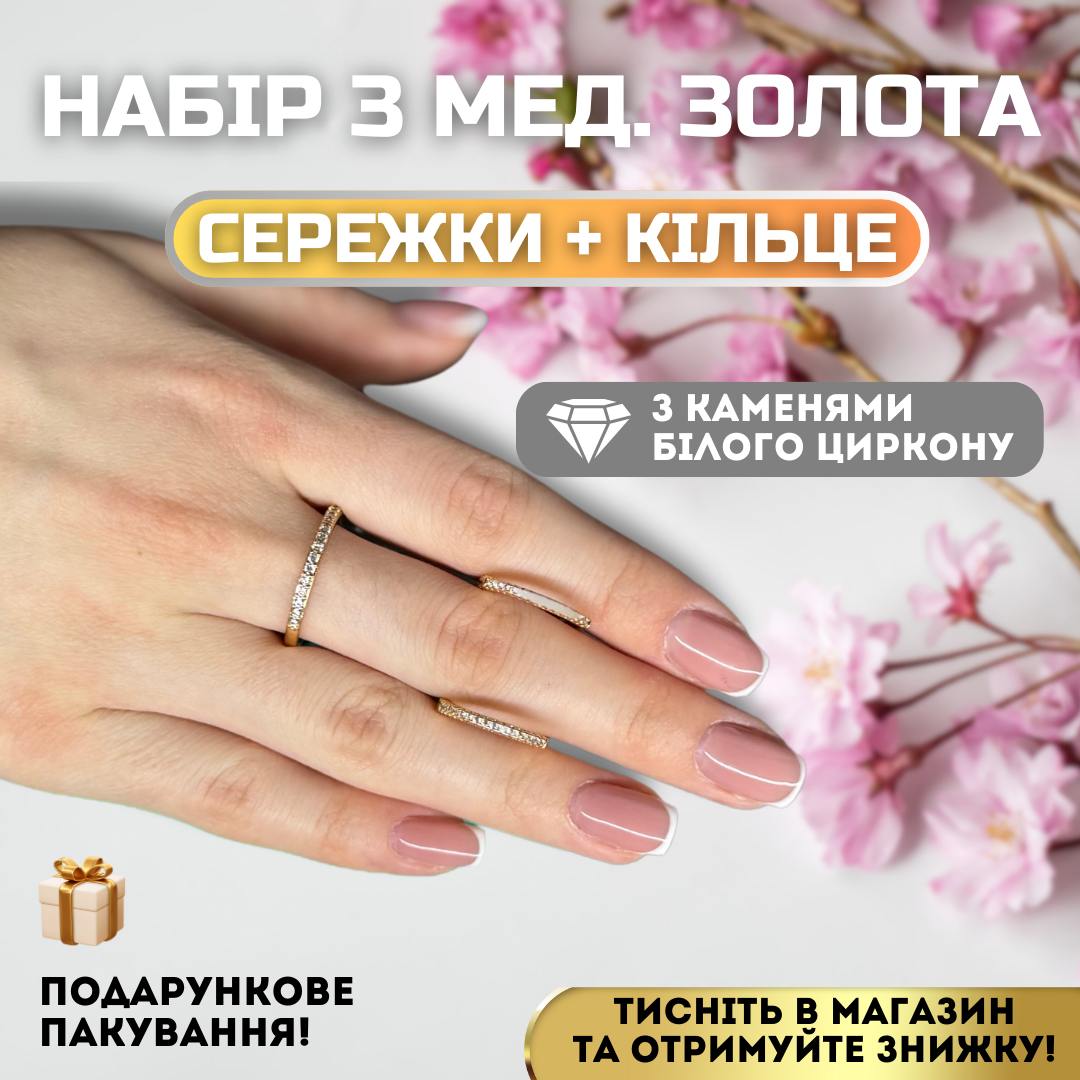 НАБІР З МЕД. ЗОЛОТА
СЕРЕЖКИ + КІЛЬЦЕ
З КАМЕНЯМИ
БІЛОГО ЦИРКОНУ
ПОДАРУНКОВЕ
ПАКУВАННЯ!
ТИСНІТЬ В МАГАЗИН
ТА ОТРИМУЙТЕ ЗНИЖКУ!